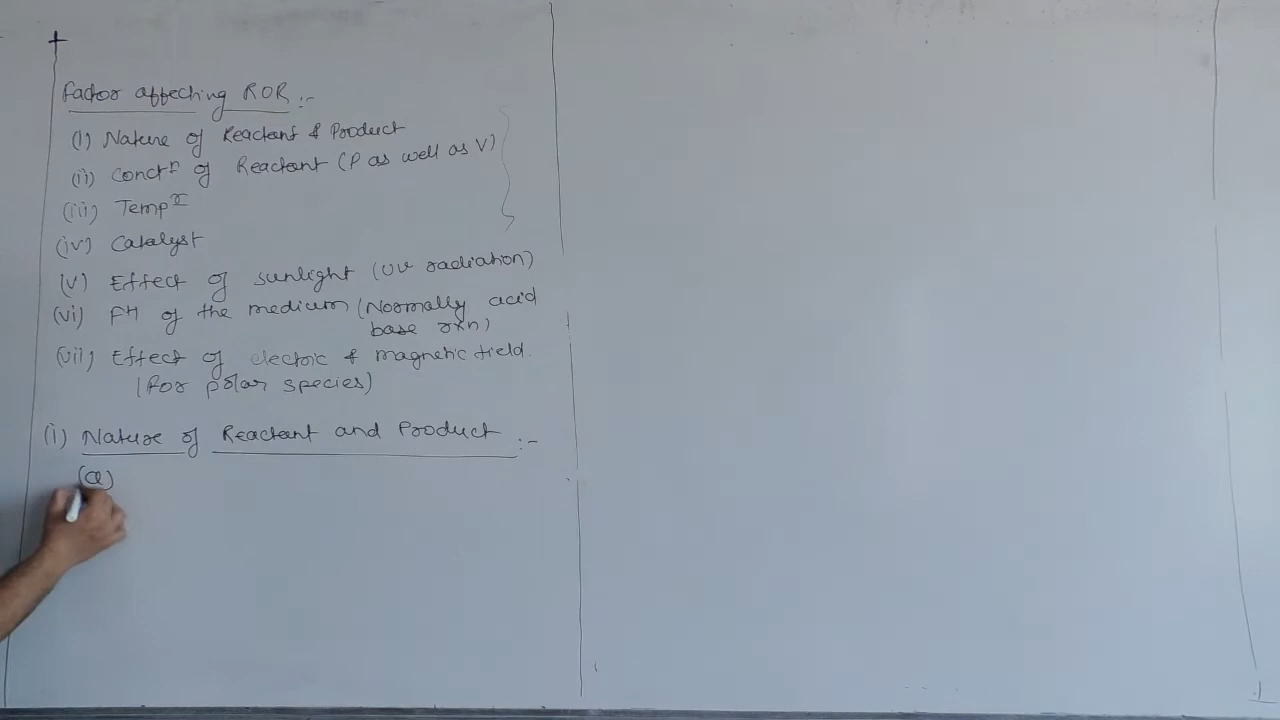 Factor affecting ROR :-
(i) Nature of Reactant & Product
(ii) Conctn of Reactant (P as well as V)
(iii) Tempr
(iv) Catalyst
(v) Effect of sunlight (UV radiation)
(vi) PH of the medium (Normally acid
base rxn)
(vii) Effect of electric & magnetic field.
(For polar species)
(i) Nature of Reactant and Product :-
(a)